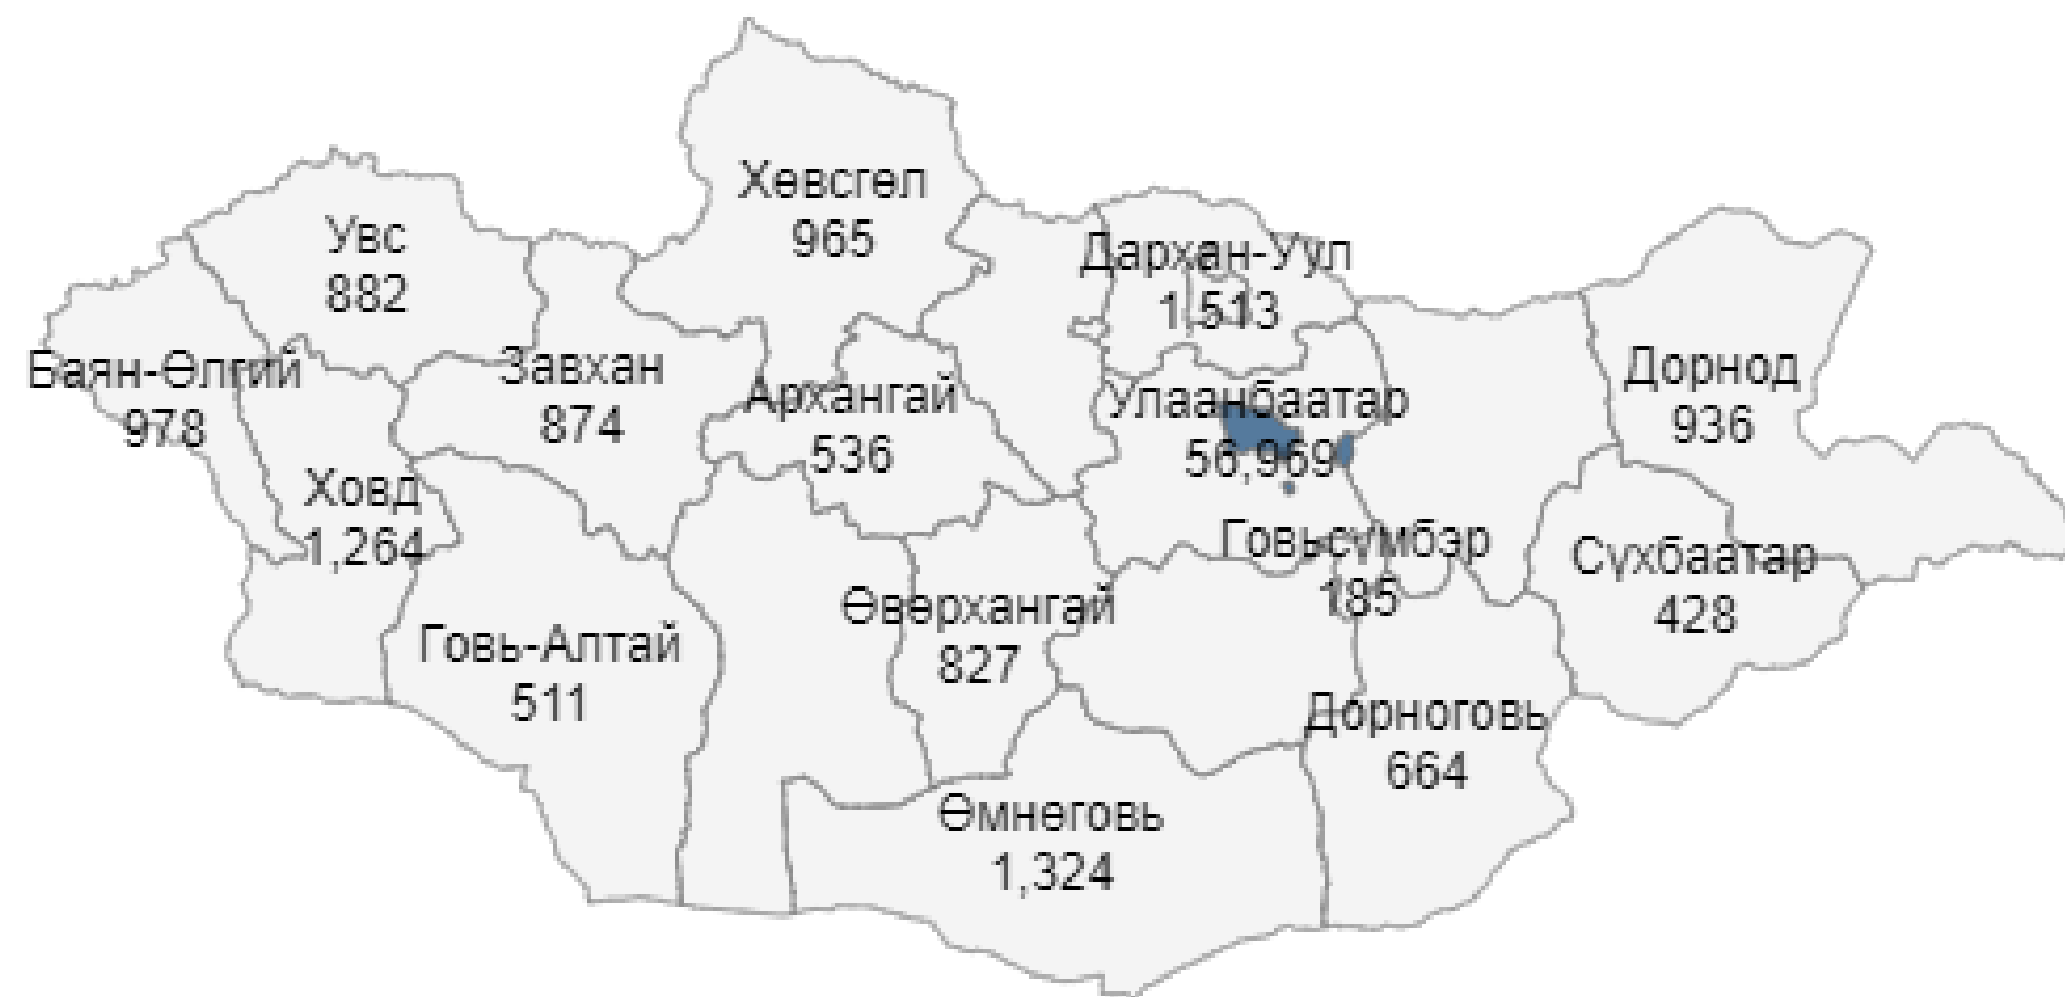 Хөвсгөл
965
Увс
882
Дархан-Уул
1,513
Баян-Өлгий
978
Завхан
874
Архангай
536
Улаанбаатар
56,969
Дорнод
936
Ховд
1,264
Говьсүмбэр
185
Сүхбаатар
428
Говь-Алтай
511
Өвөрхангай
827
Дорноговь
664
Өмнөговь
1,324